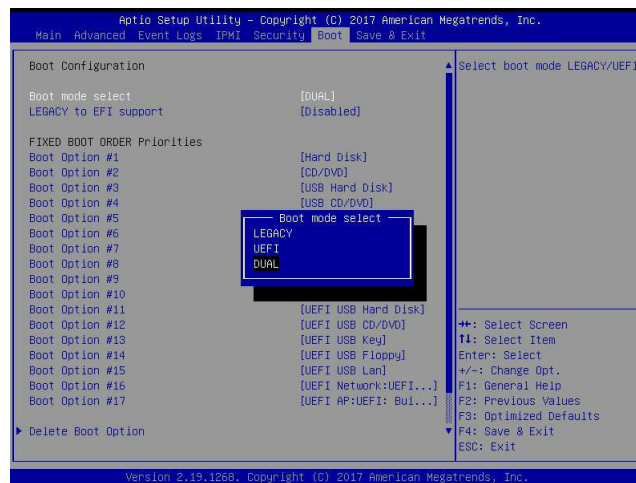 Aptio Setup Utility – Copyright (C) 2017 American Megatrends, Inc.
Main Advanced Event Logs IPMI Security Boot Save & Exit
Boot Configuration
Boot mode select [DUAL]
LEGACY to EFI support [Disabled]
FIXED BOOT ORDER Priorities
Boot Option #1 [Hard Disk]
Boot Option #2 [CD/DVD]
Boot Option #3 [USB Hard Disk]
Boot Option #4 [USB CD/DVD]
Boot Option #5
Boot Option #6
Boot Option #7
Boot Option #8
Boot Option #9
Boot Option #10
Boot Option #11 [UEFI USB Hard Disk]
Boot Option #12 [UEFI USB CD/DVD]
Boot Option #13 [UEFI USB Key]
Boot Option #14 [UEFI USB Floppy]
Boot Option #15 [UEFI USB Lan]
Boot Option #16 [UEFI Network:UEFI...]
Boot Option #17 [UEFI AP:UEFI: Bui...]
Delete Boot Option
Boot mode select
LEGACY
UEFI
DUAL
Select boot mode LEGACY/UEFI
→←: Select Screen
↑↓: Select Item
Enter: Select
+/-: Change Opt.
F1: General Help
F2: Previous Values
F3: Optimized Defaults
F4: Save & Exit
ESC: Exit
Version 2.19.1268. Copyright (C) 2017 American Megatrends, Inc.